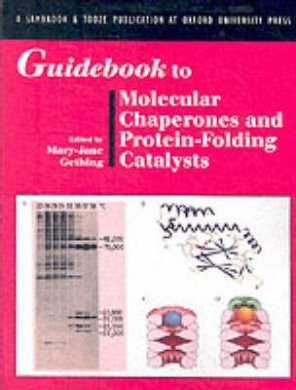 A SAMBROOK & TOOZE PUBLICATION AT OXFORD UNIVERSITY PRESS
Guidebook to
Molecular
Chaperones and
Protein-Folding
Catalysts
Edited by
Mary-Jane
Gething